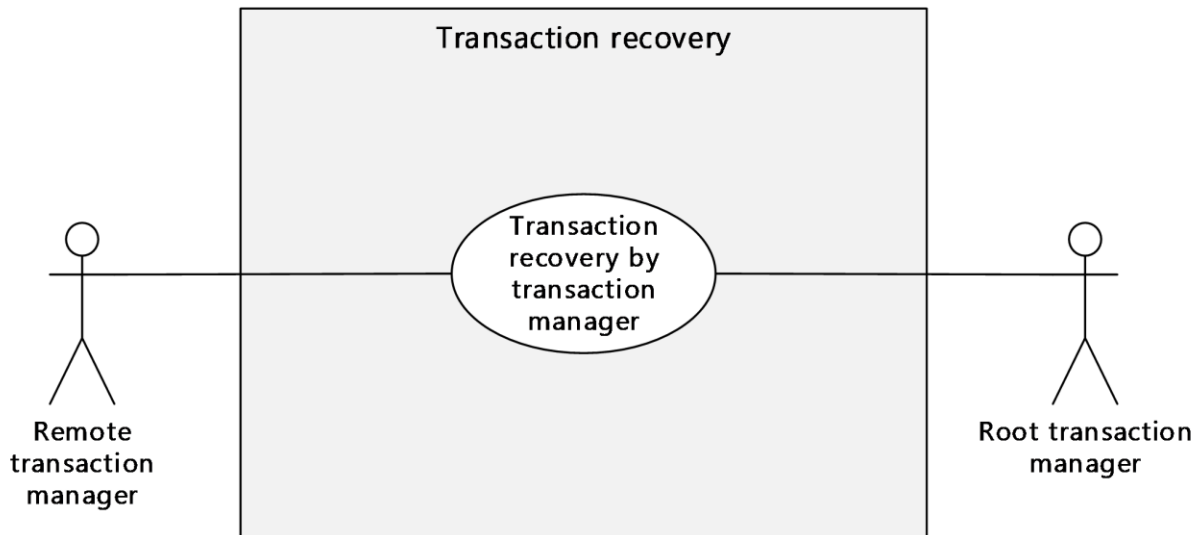 Transaction recovery
Transaction
recovery by
transaction
manager
Remote
transaction
manager
Root transaction
manager